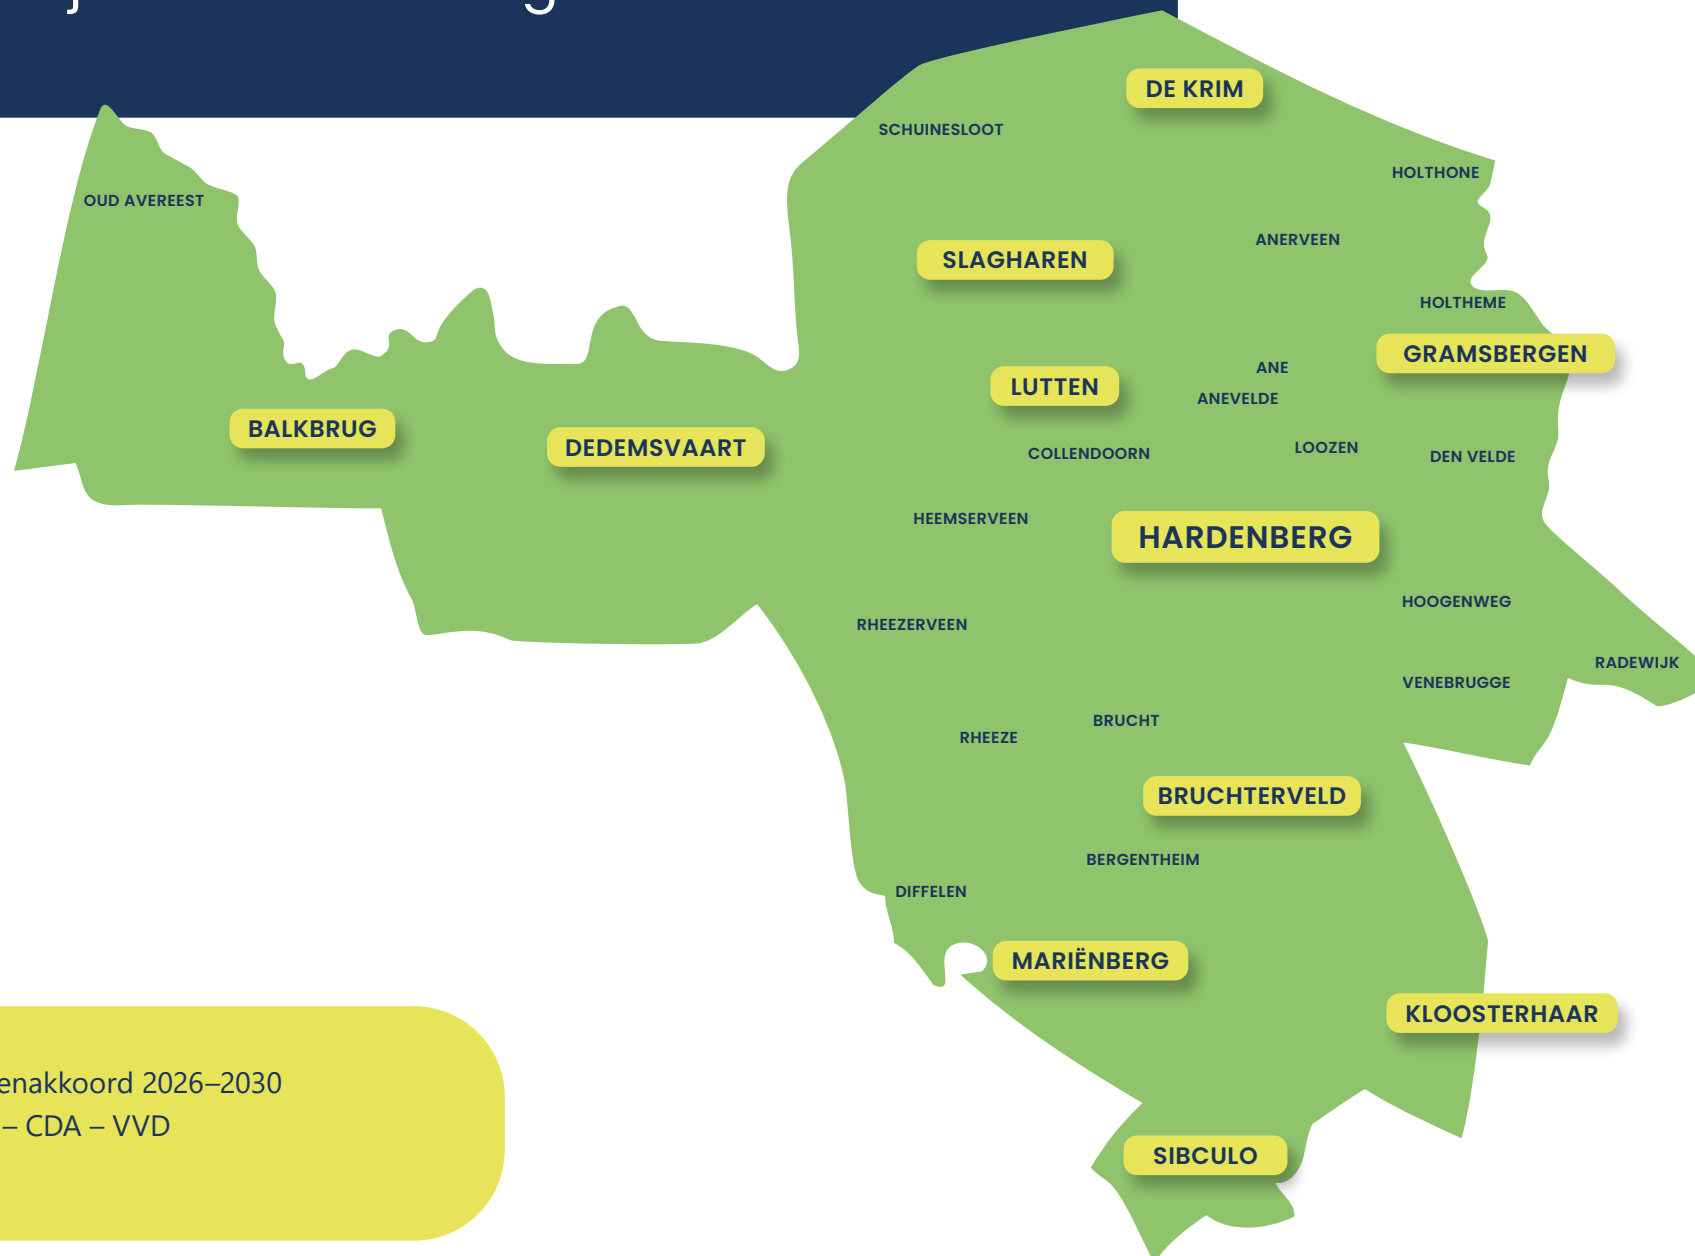 DE KRIM
SCHUINESLOOT
HOLTHONE
OUD AVEREEST
ANERVEEN
SLAGHAREN
HOLTHEME
GRAMSBERGEN
ANE
LUTTEN
ANEVELDE
BALKBRUG
DEDEMSVAART
COLLENDOORN
LOOZEN
DEN VELDE
HEEMSERVEEN
HARDENBERG
HOOGENWEG
RHEEZERVEEN
RADEWIJK
VENEBRUGGE
BRUCHT
RHEEZE
BRUCHTERVELD
BERGENTHEIM
DIFFELEN
MARIËNBERG
KLOOSTERHAAR
enakkoord 2026–2030
– CDA – VVD
SIBCULO